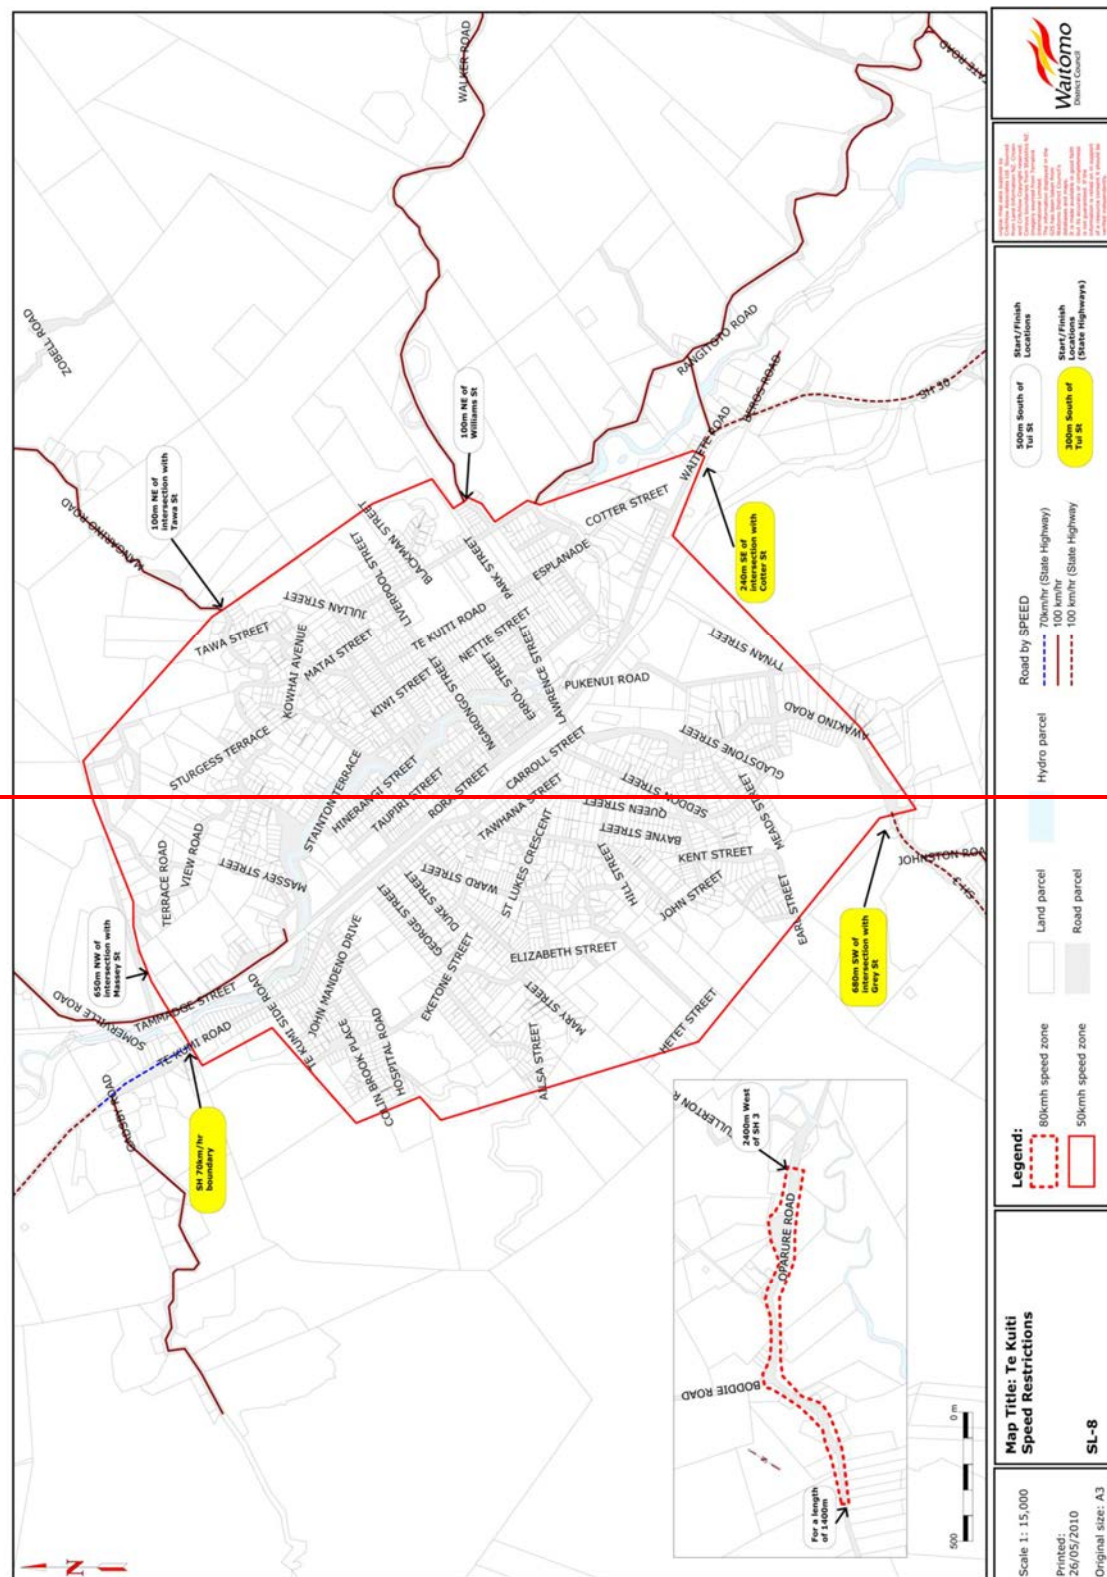 WALKER ROAD
ZOBELL ROAD
MANGARINO ROAD
100m NE of
intersection with
Tawa St
100m NE of
Williams St
RANGITOTO ROAD
WAITETE ROAD
SH 30
240m SE of
intersection with
Cotter St
COTTER STREET
ESPLANADE
PARK STREET
BLACKMAN STREET
LIVERPOOL STREET
JULIAN STREET
TAWA STREET
KOWHAI AVENUE
MATAI STREET
TE KUITI ROAD
NETTIE STREET
KIWI STREET
NGARONGO STREET
ERROL STREET
LAWRENCE STREET
PUKENUI ROAD
TYNAN STREET
AWAKINO ROAD
GLADSTONE STREET
STURGESS TERRACE
STAINTON TERRACE
HINERANGI STREET
TAUPIRI STREET
RORA STREET
CARROLL STREET
TAWHANA STREET
SEDDON STREET
QUEEN STREET
BAYNE STREET
MEADS STREET
KENT STREET
HILL STREET
JOHN STREET
EARL STREET
ST LUKES CRESCENT
WARD STREET
DUKE STREET
GEORGE STREET
EKETONE STREET
ELIZABETH STREET
MARY STREET
AILSA STREET
HETET STREET
TERRACE ROAD
VIEW ROAD
MASSEY STREET
650m NW of
intersection with
Massey St
SOMERVILLE ROAD
TAMMADGE STREET
TE KUMI ROAD
TE KUMI SIDE ROAD
JOHN MANDENO DRIVE
COLIN BROOK PLACE
HOSPITAL ROAD
GADSBY ROAD
SH 70km/hr
boundary
680m SW of
intersection with
Grey St
JOHNSTON ROA
SH 3
ULLERTON R
2400m West
of SH 3
OPARURE ROAD
BODDIE ROAD
For a length
of 1400m
500
0 m
N
Waitomo
District Council
Legend:
80kmh speed zone
50kmh speed zone
Land parcel
Road parcel
Hydro parcel
Road by SPEED
70km/hr (State Highway)
100 km/hr
100 km/hr (State Highway
500m South of
Tui St
Start/Finish
Locations
300m South of
Tui St
Start/Finish
Locations
(State Highways)
Map Title: Te Kuiti
Speed Restrictions
SL-8
Scale 1: 15,000
Printed:
26/05/2010
Original size: A3